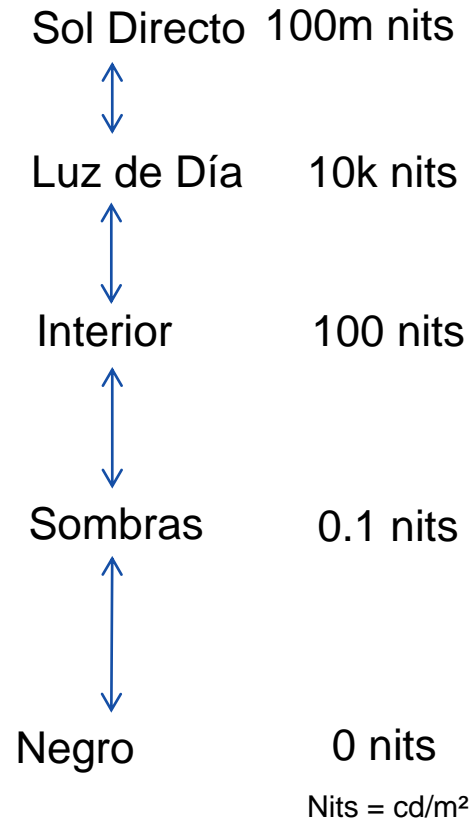 Sol Directo 100m nits
Luz de Día 10k nits
Interior 100 nits
Sombras 0.1 nits
Negro 0 nits
Nits = cd/m²